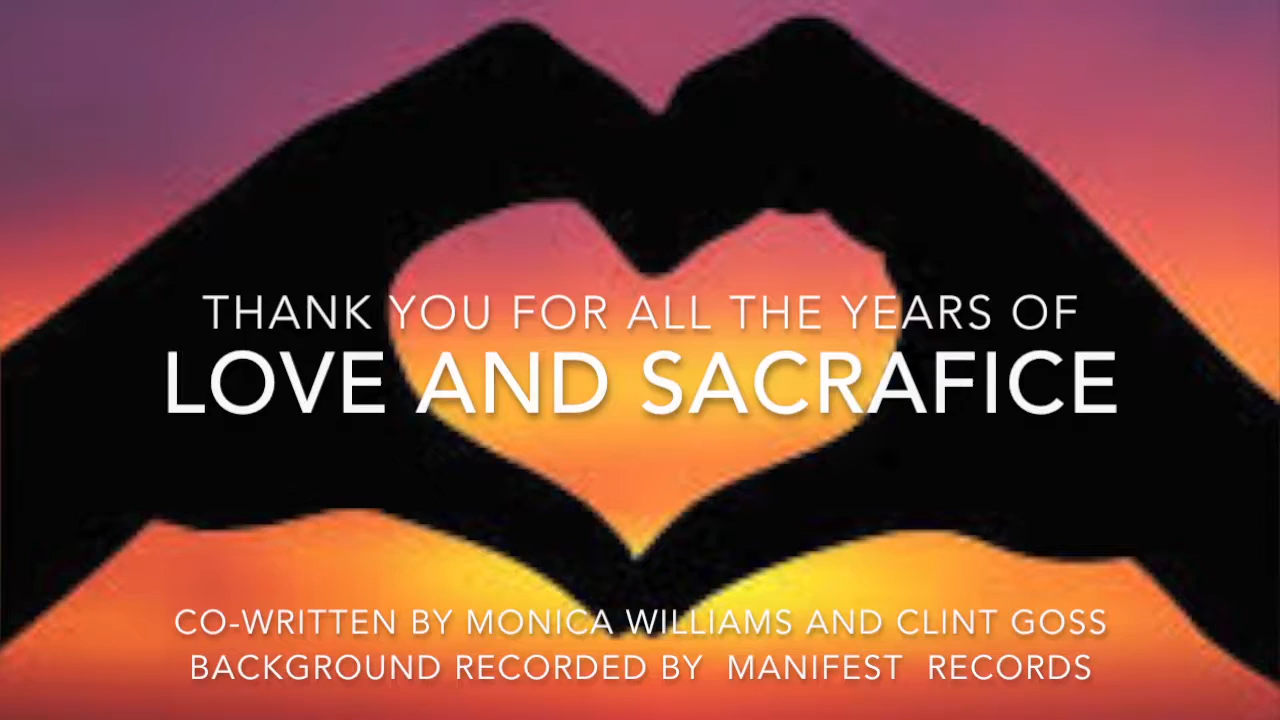 THANK YOU FOR ALL THE YEARS OF
LOVE AND SACRAFICE
CO-WRITTEN BY MONICA WILLIAMS AND CLINT GOSS
BACKGROUND RECORDED BY MANIFEST RECORDS